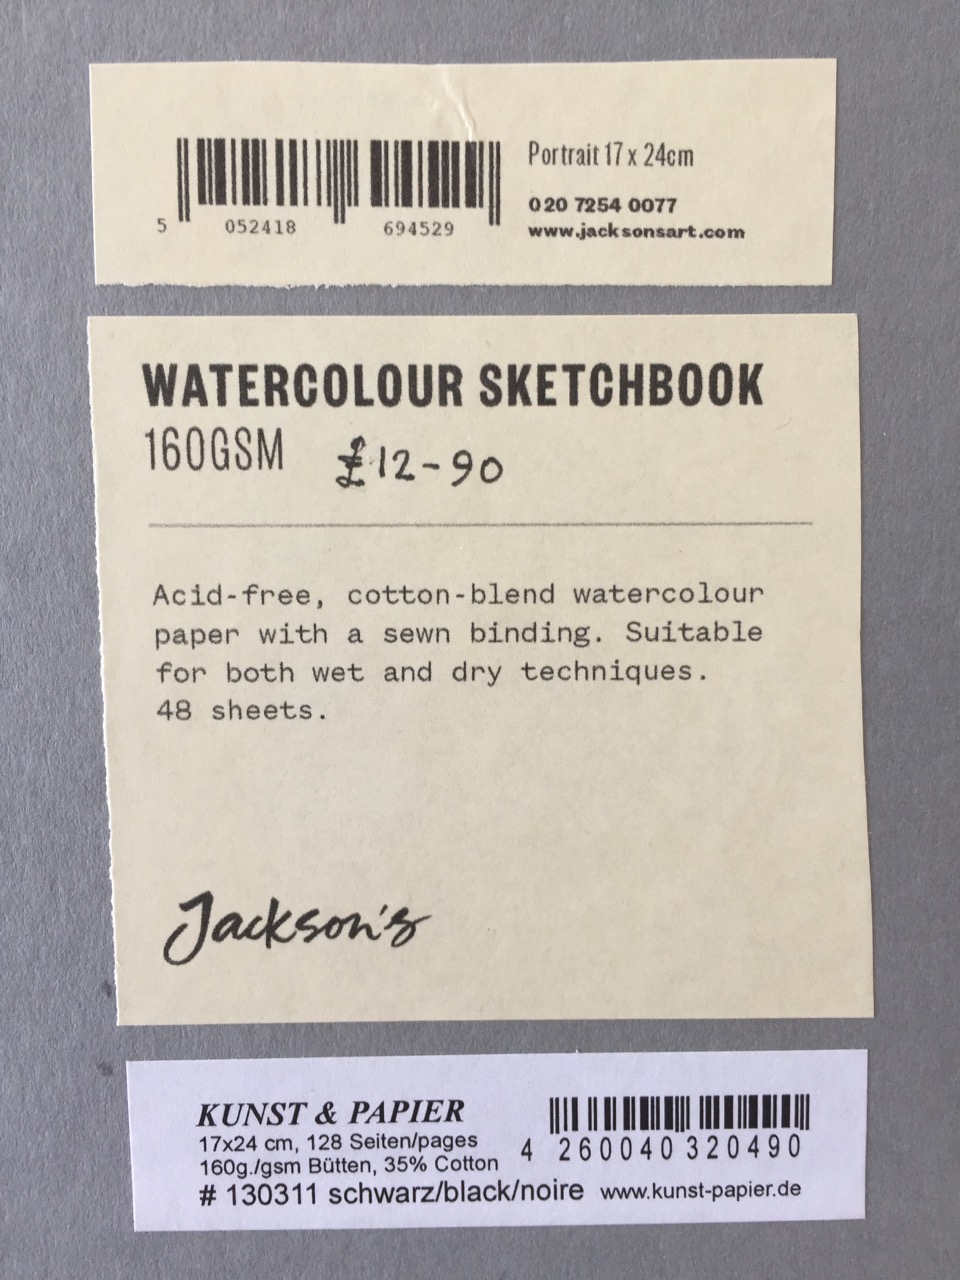 Portrait 17 x 24cm
020 7254 0077
www.jacksonsart.com
5 052418 694529
WATERCOLOUR SKETCHBOOK
160GSM £12-90
Acid-free, cotton-blend watercolour
paper with a sewn binding. Suitable
for both wet and dry techniques.
48 sheets.
Jackson's
KUNST & PAPIER
17x24 cm, 128 Seiten/pages
160g./gsm Bütten, 35% Cotton
4 260040 320490
# 130311 schwarz/black/noire www.kunst-papier.de